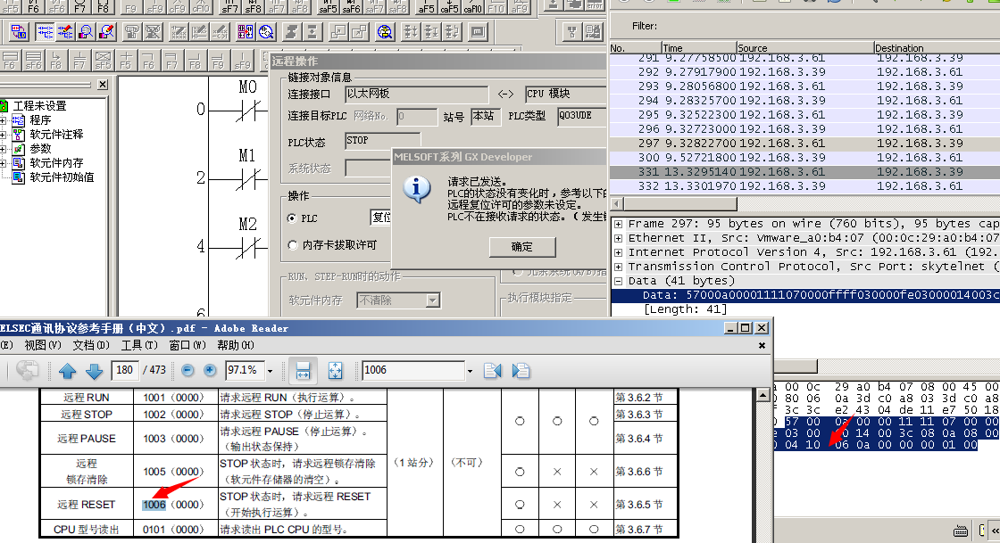 sF5 F6 sF6 F7 F8 F9 sF9 cF9 cF10 sF7 sF8 aF7 aF8 saF5 saF6 saF7 saF8 aF5 caF5 caF10 F10 aF9
error
F6 sF6 F8 F7 sF5 F5 F6 F7 F8 F9 sF9
工程未设置
程序
软元件注释
参数
软元件内存
软元件初始值
M0
0
M1
2
M2
4
6
远程操作
链接对象信息
连接接口 以太网板 <-> CPU 模块
连接目标PLC 网络No. 0 站号 本站 PLC类型 Q03UDE
PLC状态 STOP
系统状态
操作
PLC 复位
内存卡拔取许可
RUN、STEP-RUN时的动作
软元件内存 不清除
执行模块指定
MELSOFT系列 GX Developer
请求已发送。
PLC的状态没有变化时，参考以下的
远程复位许可的参数未设定。
PLC不在接收请求的状态。（发生错
确定
Filter:
No. Time Source Destination
291 9.27758500 192.168.3.61 192.168.3.39
292 9.27917900 192.168.3.39 192.168.3.61
293 9.28056800 192.168.3.61 192.168.3.39
294 9.28325700 192.168.3.39 192.168.3.61
295 9.32522300 192.168.3.61 192.168.3.39
296 9.32723000 192.168.3.39 192.168.3.61
297 9.32822700 192.168.3.61 192.168.3.39
300 9.52721800 192.168.3.39 192.168.3.61
331 13.3295140 192.168.3.61 192.168.3.39
332 13.3301970 192.168.3.39 192.168.3.61
Frame 297: 95 bytes on wire (760 bits), 95 bytes cap
Ethernet II, Src: Vmware_a0:b4:07 (00:0c:29:a0:b4:07
Internet Protocol Version 4, Src: 192.168.3.61 (192.
Transmission Control Protocol, Src Port: skytelnet (
Data (41 bytes)
Data: 57000a00001111070000ffff030000fe03000014003c
[Length: 41]
00 0c 29 a0 b4 07 08 00 45 00
80 06 0a 3d c0 a8 03 3d c0 a8
3c 3c e2 43 04 de 11 e7 50 18
57 00 0a 00 00 11 11 07 00 00
e 03 00 00 14 00 3c 08 0a 08 00
04 10 06 0a 00 00 00 01 00
ELSEC通讯协议参考手册（中文）.pdf - Adobe Reader
(E) 视图(V) 文档(D) 工具(T) 窗口(W) 帮助(H)
180 / 473 97.1% 1006
远程 RUN 1001（0000） 请求远程 RUN（执行运算）。 第 3.6.2 节
远程 STOP 1002（0000） 请求远程 STOP（停止运算）。 ○ ○ ○ 第 3.6.3 节
远程 PAUSE 1003（0000） 请求远程 PAUSE（停止运算）。
（输出状态保持） 第 3.6.4 节
远程
锁存清除 1005（0000） STOP 状态时，请求远程锁存清除
（软元件存储器的清空）。 （1 站分） （不可） ○ × × 第 3.6.6 节
远程 RESET 1006（0000） STOP 状态时，请求远程 RESET
（开始执行运算）。 ○ × × 第 3.6.5 节
CPU 型号读出 0101（0000） 请求读出 PLC CPU 的型号。 ○ ○ ○ 第 3.6.7 节